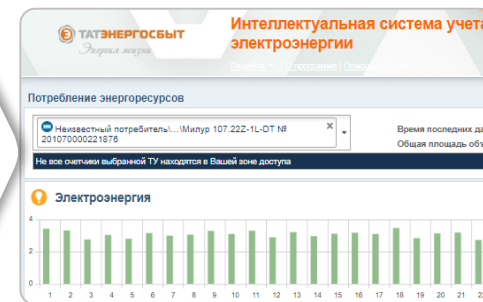 ТАТЭНЕРГОСБЫТ
Энергия жизни
Интеллектуальная система учета
электроэнергии
Потребление энергоресурсов
Неизвестный потребитель\...\Милур 107.22Z-1L-DT №
201070000221876
Время последних да
Общая площадь объ
Не все счетчики выбранной ТУ находятся в Вашей зоне доступа
Электроэнергия
4
2
0
1 2 3 4 5 6 7 8 9 10 11 12 13 14 15 16 17 18 19 20 21 22